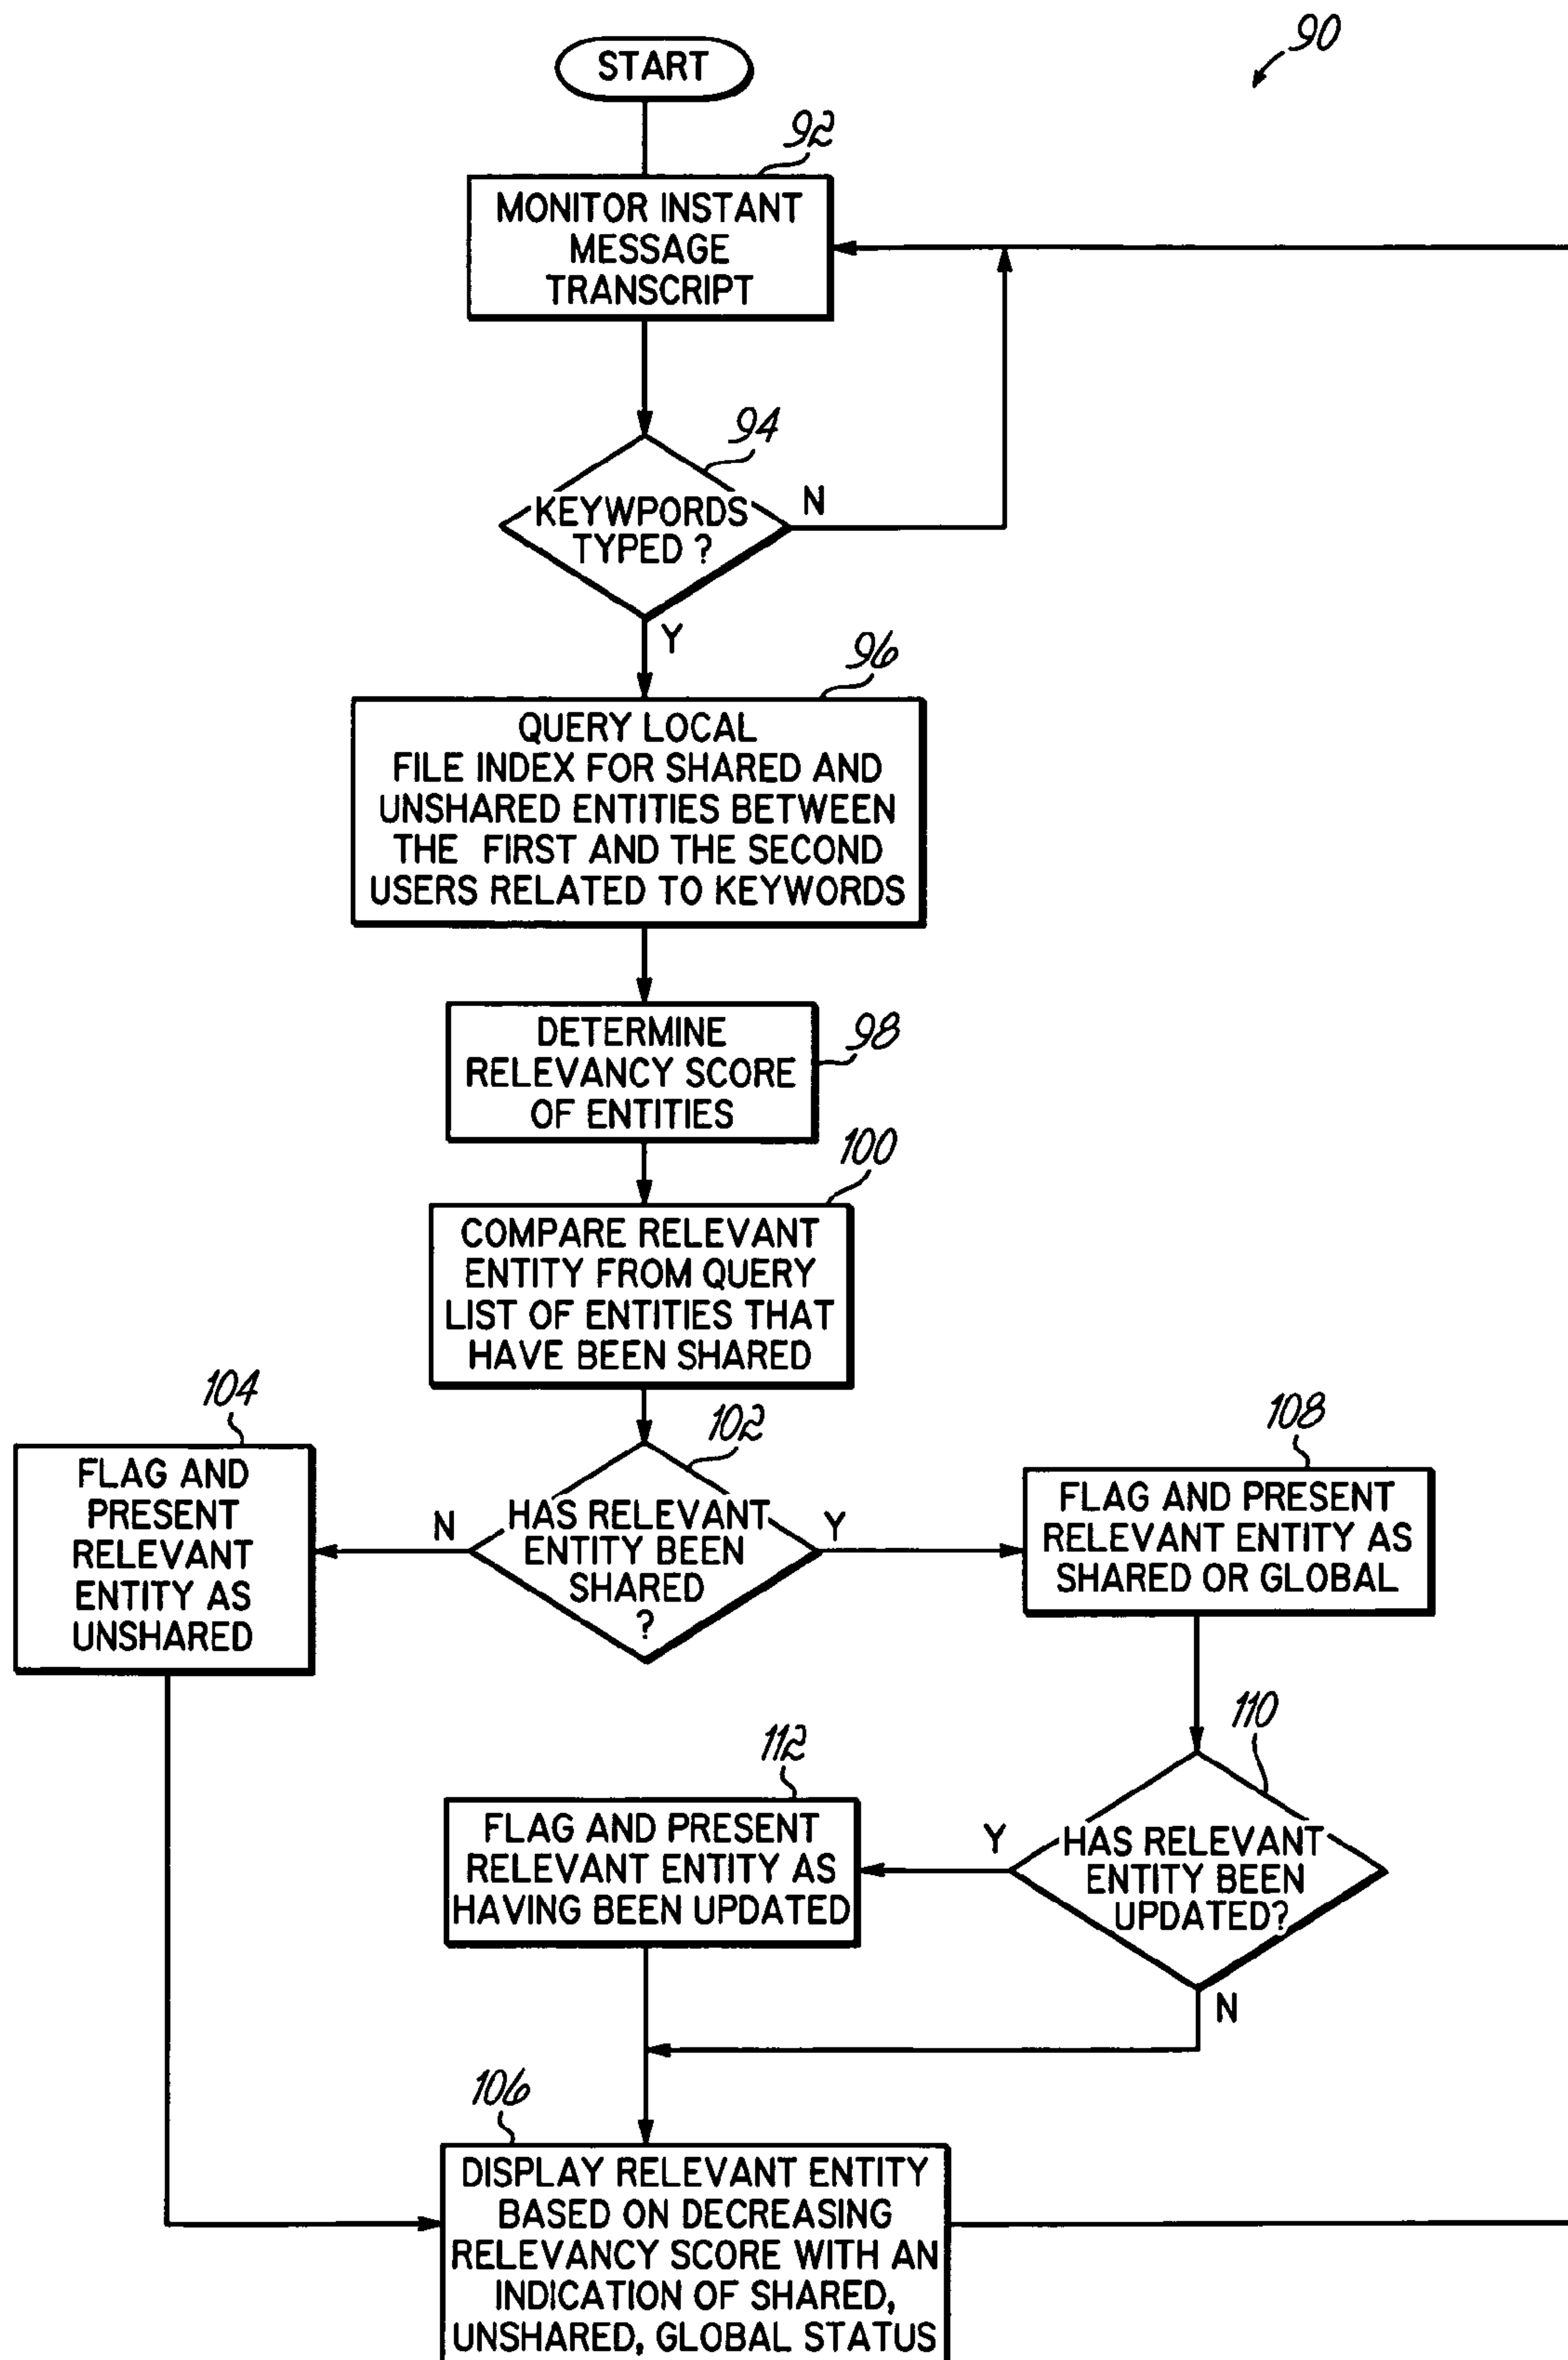 90
START
92
MONITOR INSTANT
MESSAGE
TRANSCRIPT
94
KEYWPORDS
TYPED ?
N
Y
96
QUERY LOCAL
FILE INDEX FOR SHARED AND
UNSHARED ENTITIES BETWEEN
THE FIRST AND THE SECOND
USERS RELATED TO KEYWORDS
98
DETERMINE
RELEVANCY SCORE
OF ENTITIES
100
COMPARE RELEVANT
ENTITY FROM QUERY
LIST OF ENTITIES THAT
HAVE BEEN SHARED
102
HAS RELEVANT
ENTITY BEEN
SHARED
?
N
Y
104
FLAG AND
PRESENT
RELEVANT
ENTITY AS
UNSHARED
108
FLAG AND PRESENT
RELEVANT ENTITY AS
SHARED OR GLOBAL
110
HAS RELEVANT
ENTITY BEEN
UPDATED?
Y
N
112
FLAG AND PRESENT
RELEVANT ENTITY AS
HAVING BEEN UPDATED
106
DISPLAY RELEVANT ENTITY
BASED ON DECREASING
RELEVANCY SCORE WITH AN
INDICATION OF SHARED,
UNSHARED, GLOBAL STATUS